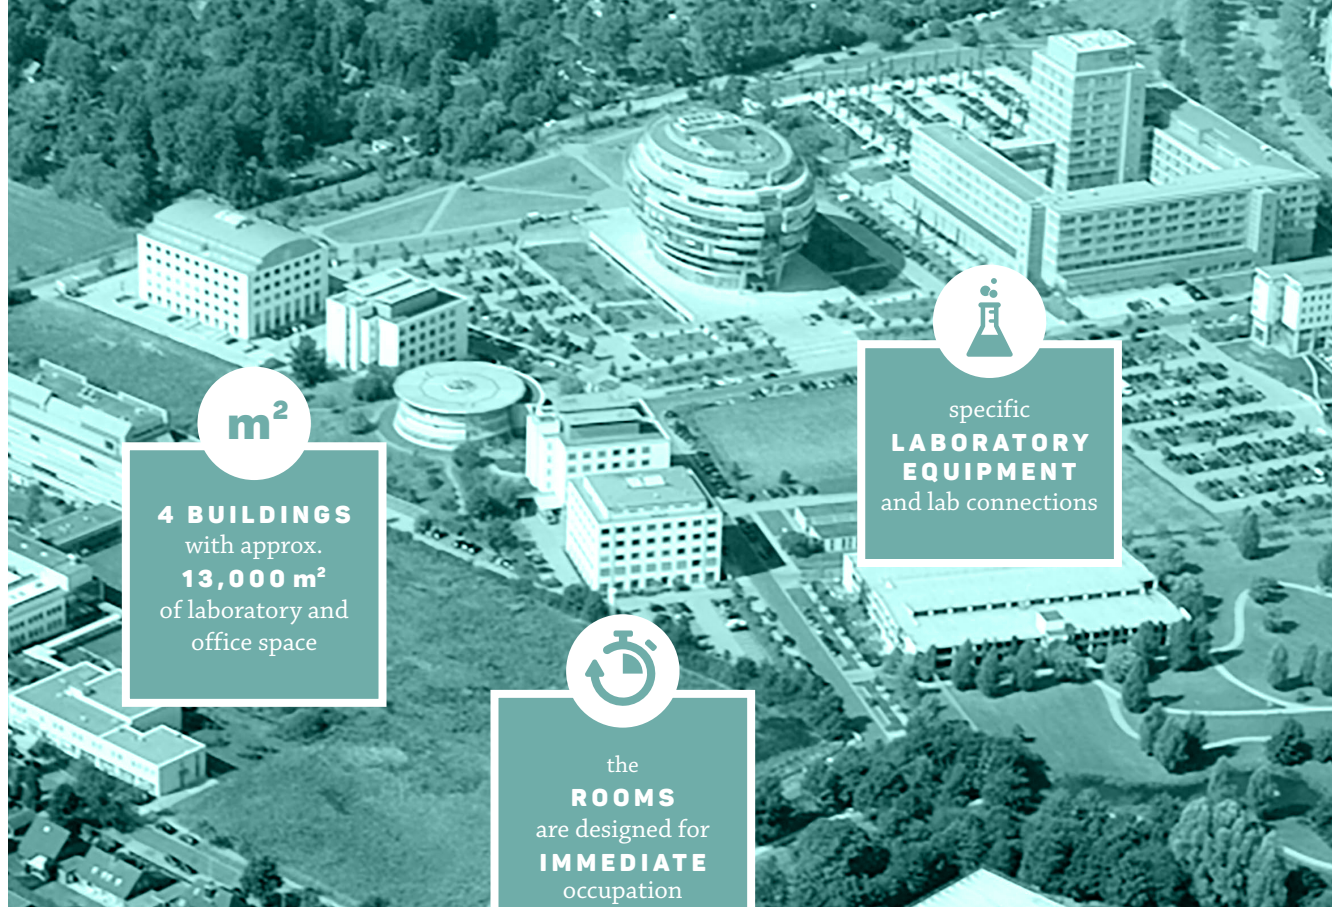 m²
4 BUILDINGS
with approx.
13,000 m²
of laboratory and
office space
specific
LABORATORY
EQUIPMENT
and lab connections
the
ROOMS
are designed for
IMMEDIATE
occupation